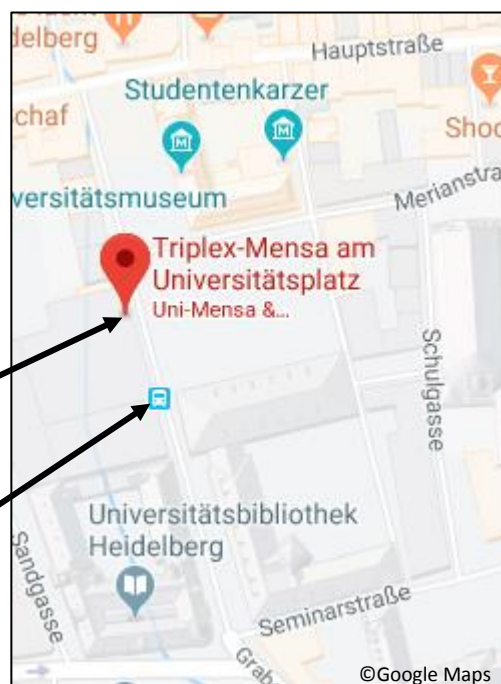 delberg
Hauptstraße
Studentenkarzer
chaf
Shoc
versitätsmuseum
Merianstra
Triplex-Mensa am
Universitätsplatz
Uni-Mensa &...
Schulgasse
Universitätsbibliothek
Heidelberg
Sandgasse
Seminarstraße
Grab
©Google Maps